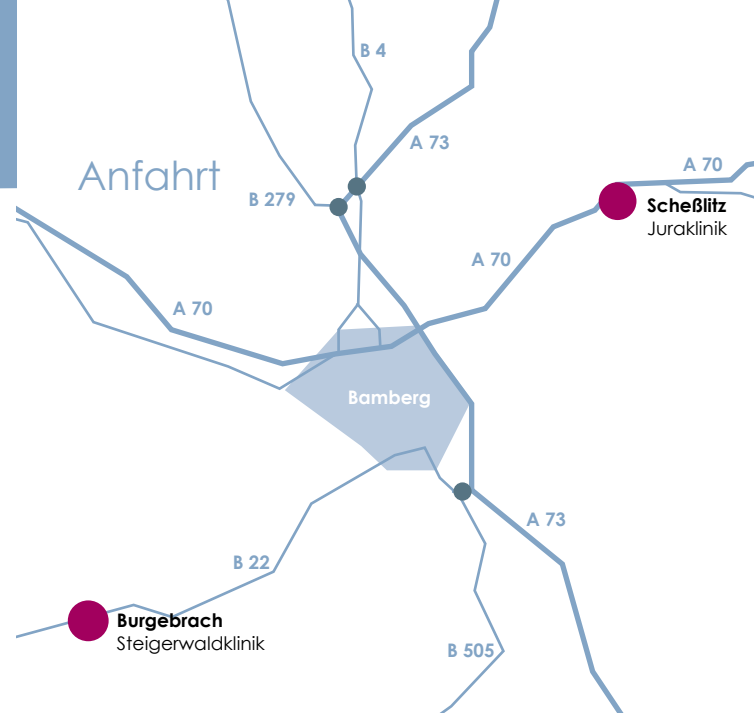 B 4
A 73
Anfahrt
A 70
B 279
Scheßlitz
Juraklinik
A 70
A 70
Bamberg
A 73
B 22
Burgebrach
Steigerwaldklinik
B 505